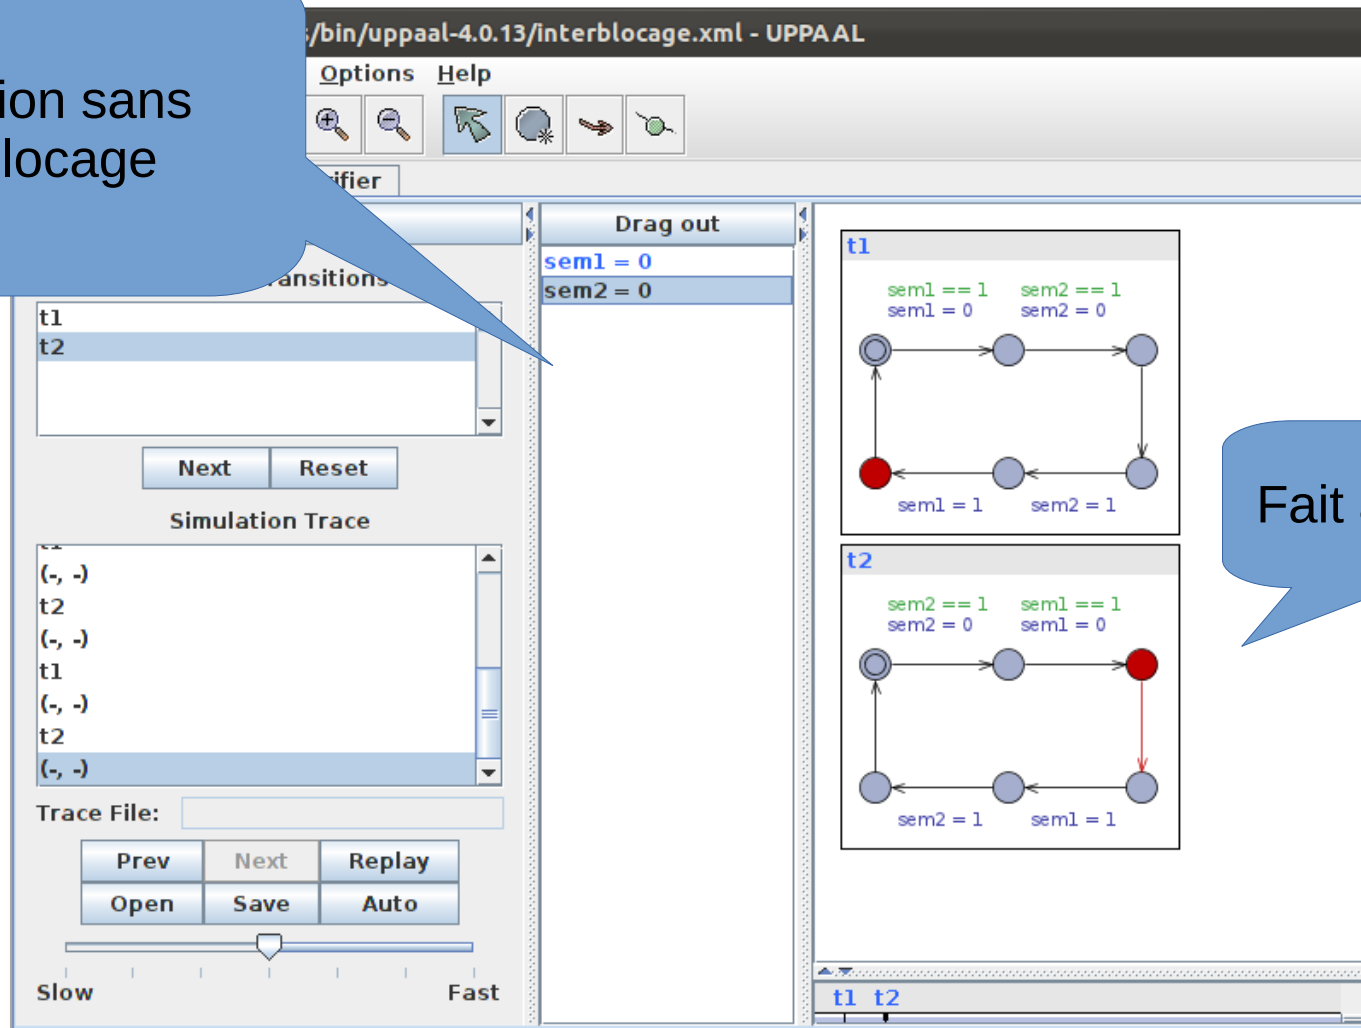 s/bin/uppaal-4.0.13/interblocage.xml - UPPAAL
ion sans
locage
Options Help
ifier
Drag out
ansitions
sem1 = 0
sem2 = 0
t1
t2
Next Reset
Simulation Trace
t1
(-, -)
t2
(-, -)
t1
(-, -)
t2
(-, -)
Trace File:
Prev Next Replay
Open Save Auto
Slow Fast
t1
sem1 == 1 sem2 == 1
sem1 = 0 sem2 = 0
sem1 = 1 sem2 = 1
t2
sem2 == 1 sem1 == 1
sem2 = 0 sem1 = 0
sem2 = 1 sem1 = 1
Fait
t1 t2